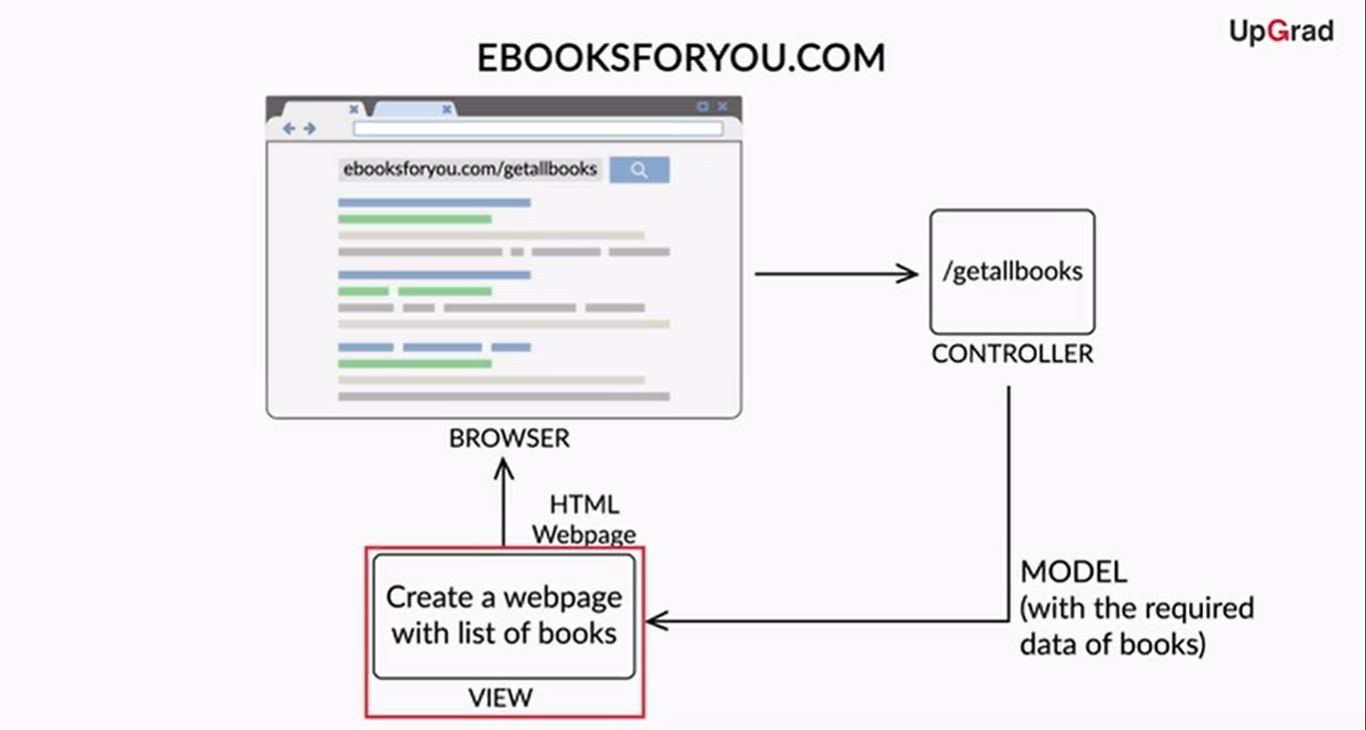 UpGrad
EBOOKSFORYOU.COM
ebooksforyou.com/getallbooks
/getallbooks
CONTROLLER
BROWSER
HTML
Webpage
Create a webpage
with list of books
VIEW
MODEL
(with the required
data of books)